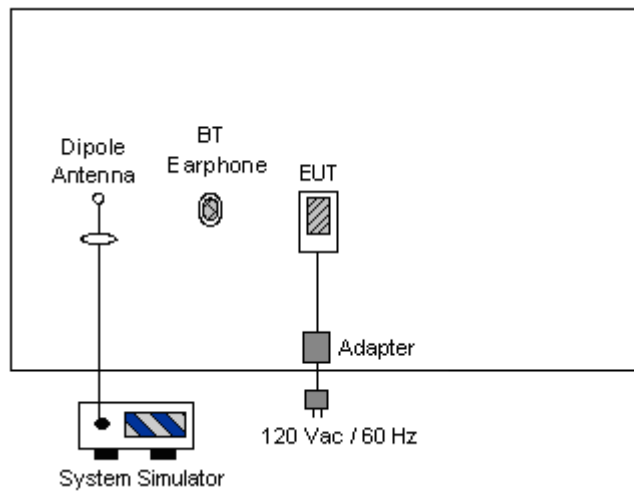 Dipole
Antenna
BT
Earphone
EUT
Adapter
120 Vac / 60 Hz
System Simulator